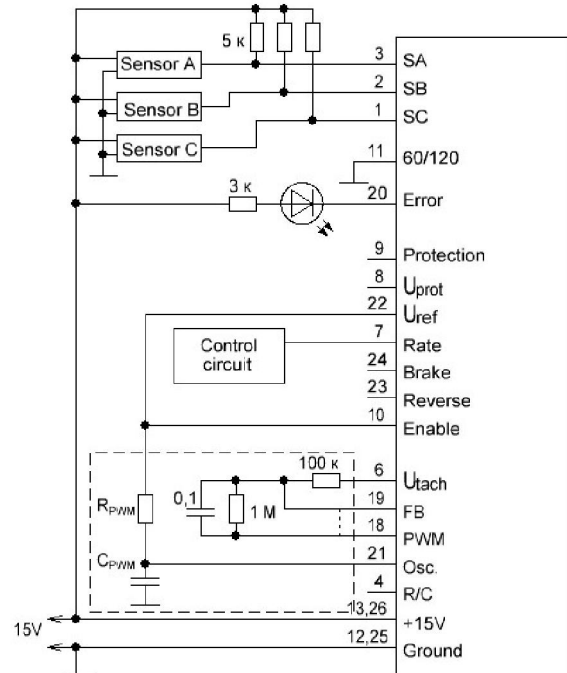 5 к
3 SA
Sensor A
2 SB
Sensor B
1 SC
Sensor C
11 60/120
3 к
20 Error
9 Protection
8 Uprot
22 Uref
7 Rate
Control
circuit
24 Brake
23 Reverse
10 Enable
100 к
6 Utach
0,1
19 FB
RPWM
1 М
18 PWM
CPWM
21 Osc.
4 R/C
13,26
15V
+15V
12,25
Ground